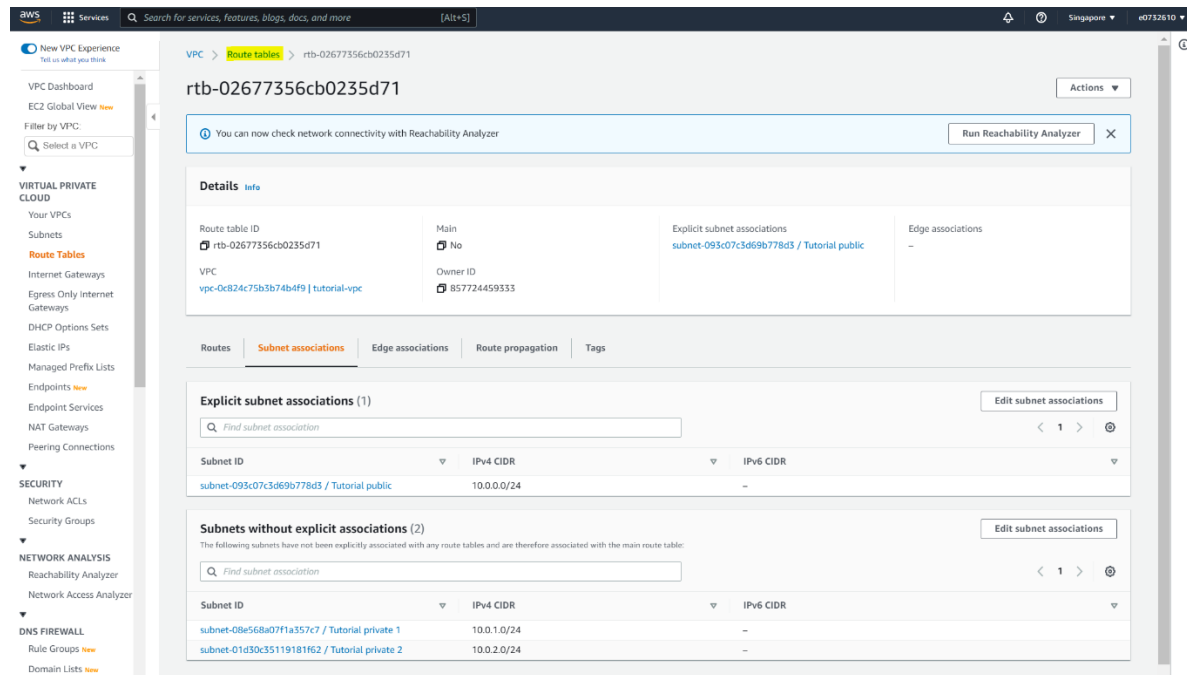 aws
Services
Search for services, features, blogs, docs, and more
[Alt+S]
Singapore ▼
e0732610 ▼
New VPC Experience
Tell us what you think
VPC Dashboard
EC2 Global View New
Filter by VPC:
Select a VPC
VIRTUAL PRIVATE
CLOUD
Your VPCs
Subnets
Route Tables
Internet Gateways
Egress Only Internet
Gateways
DHCP Options Sets
Elastic IPs
Managed Prefix Lists
Endpoints New
Endpoint Services
NAT Gateways
Peering Connections
SECURITY
Network ACLs
Security Groups
NETWORK ANALYSIS
Reachability Analyzer
Network Access Analyzer
DNS FIREWALL
Rule Groups New
Domain Lists New
VPC > Route tables > rtb-02677356cb0235d71
rtb-02677356cb0235d71
Actions ▼
You can now check network connectivity with Reachability Analyzer
Run Reachability Analyzer
Details Info
Route table ID
rtb-02677356cb0235d71
Main
No
Explicit subnet associations
subnet-093c07c3d69b778d3 / Tutorial public
Edge associations
–
VPC
vpc-0c824c75b3b74b4f9 | tutorial-vpc
Owner ID
857724459333
Routes
Subnet associations
Edge associations
Route propagation
Tags
Explicit subnet associations (1)
Edit subnet associations
Find subnet association
< 1 >
Subnet ID
IPv4 CIDR
IPv6 CIDR
subnet-093c07c3d69b778d3 / Tutorial public
10.0.0.0/24
–
Subnets without explicit associations (2)
Edit subnet associations
The following subnets have not been explicitly associated with any route tables and are therefore associated with the main route table:
Find subnet association
< 1 >
Subnet ID
IPv4 CIDR
IPv6 CIDR
subnet-08e568a07f1a357c7 / Tutorial private 1
10.0.1.0/24
–
subnet-01d30c35119181f62 / Tutorial private 2
10.0.2.0/24
–